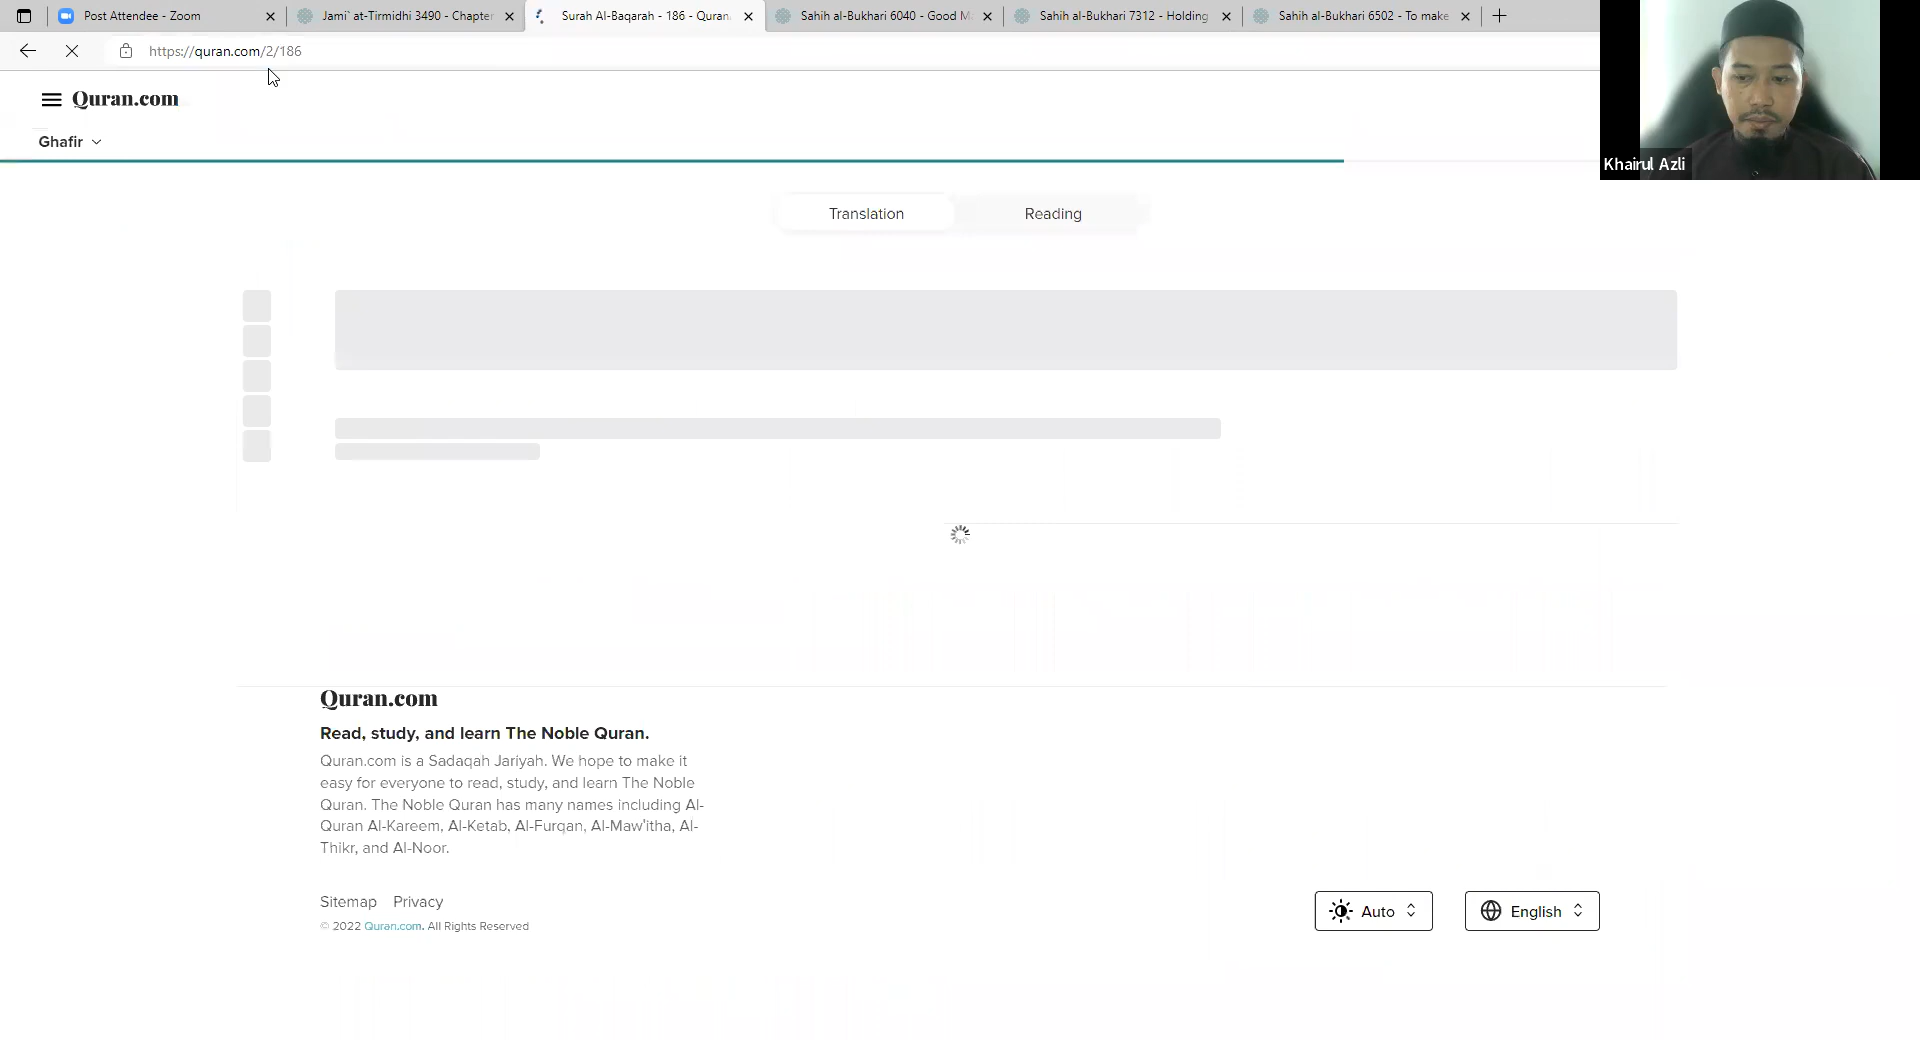 Post Attendee - Zoom
Jami` at-Tirmidhi 3490 - Chapter
Surah Al-Baqarah - 186 - Quran.
Sahih al-Bukhari 6040 - Good M
Sahih al-Bukhari 7312 - Holding
Sahih al-Bukhari 6502 - To make
https://quran.com/2/186
Quran.com
Ghafir
Khairul Azli
Translation
Reading
Quran.com
Read, study, and learn The Noble Quran.
Quran.com is a Sadaqah Jariyah. We hope to make it
easy for everyone to read, study, and learn The Noble
Quran. The Noble Quran has many names including Al-
Quran Al-Kareem, Al-Ketab, Al-Furqan, Al-Maw'itha, Al-
Thikr, and Al-Noor.
Sitemap Privacy
© 2022 Quran.com. All Rights Reserved
Auto
English